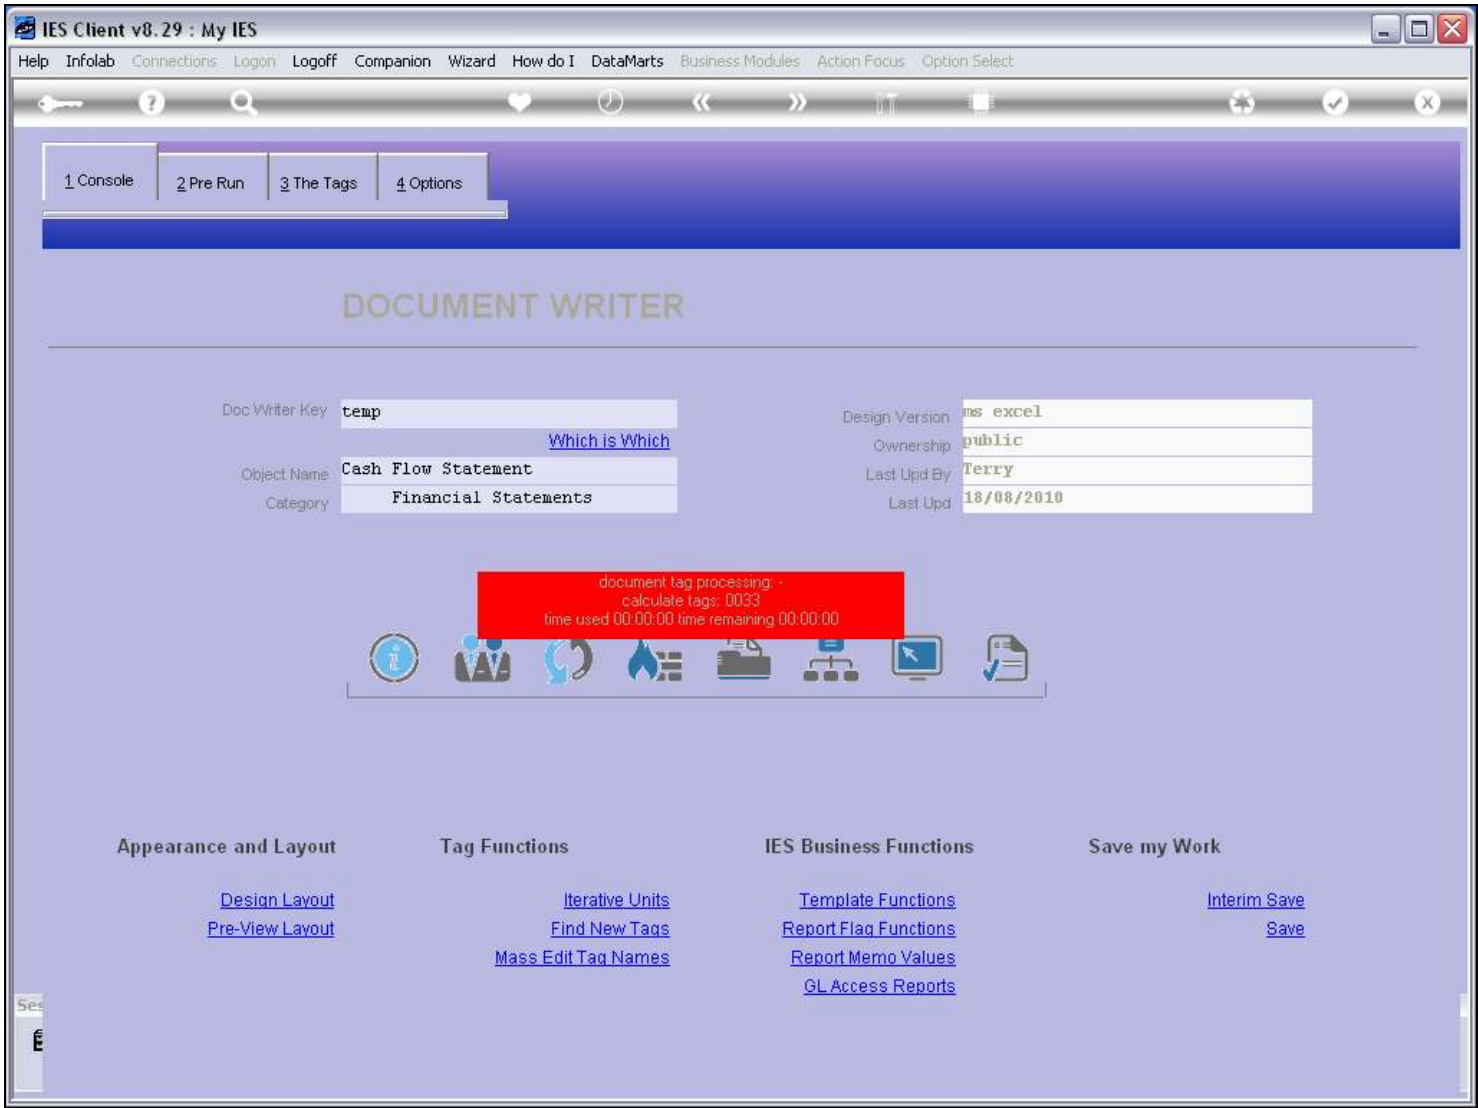 IES Client v8.29 : My IES
Help Infolab Connections Logon Logoff Companion Wizard How do I DataMarts Business Modules Action Focus Option Select
1 Console
2 Pre Run
3 The Tags
4 Options
DOCUMENT WRITER
Doc Writer Key temp
Which is Which
Object Name Cash Flow Statement
Category Financial Statements
Design Version ms excel
Ownership public
Last Upd By Terry
Last Upd 18/08/2010
document tag processing: -
calculate tags: 0033
time used 00:00:00 time remaining 00:00:00
Appearance and Layout
Design Layout
Pre-View Layout
Tag Functions
Iterative Units
Find New Tags
Mass Edit Tag Names
IES Business Functions
Template Functions
Report Flag Functions
Report Memo Values
GL Access Reports
Save my Work
Interim Save
Save